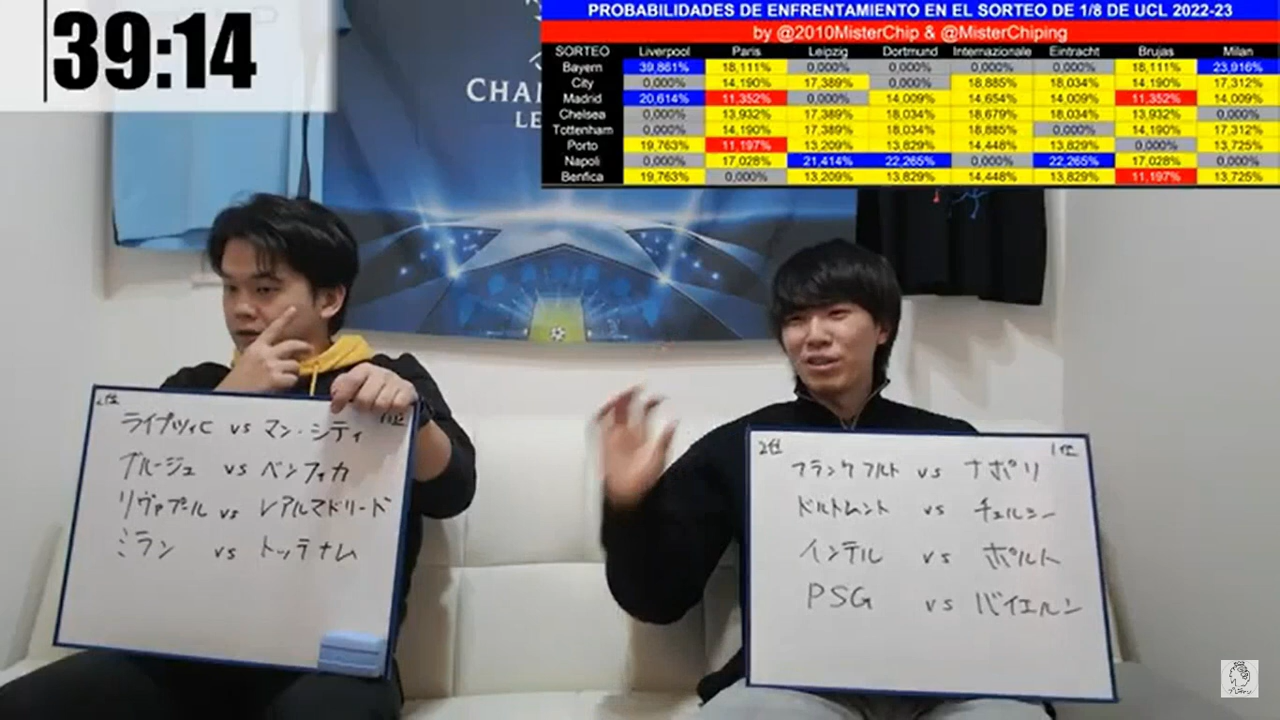 39:14
CHA
LE
PROBABILIDADES DE ENFRENTAMIENTO EN EL SORTEO DE 1/8 DE UCL 2022-23
by @2010MisterChip & @MisterChiping
SORTEO Liverpool Paris Leipzig Dortmund Internazionale Eintracht Brujas Milan
Bayern 39,861% 18,111% 0,000% 0,000% 0,000% 0,000% 18,111% 23,916%
City 0,000% 14,190% 17,389% 0,000% 18,885% 18,034% 14,190% 17,312%
Madrid 20,614% 11,352% 0,000% 14,009% 14,654% 14,009% 11,352% 14,009%
Chelsea 0,000% 13,932% 17,389% 18,034% 18,679% 18,034% 13,932% 0,000%
Tottenham 0,000% 14,190% 17,389% 18,034% 18,885% 0,000% 14,190% 17,312%
Porto 19,763% 11,197% 13,209% 13,829% 14,448% 13,829% 0,000% 13,725%
Napoli 0,000% 17,028% 21,414% 22,265% 0,000% 22,265% 17,028% 0,000%
Benfica 19,763% 0,000% 13,209% 13,829% 14,448% 13,829% 11,197% 13,725%
2位 1位
ライプツィヒ vs マン・シティ
ブルージュ vs ベンフィカ
リヴァプール vs レアルマドリード
ミラン vs トッテナム
2位 1位
フランクフルト vs ナポリ
ドルトムント vs チェルシー
インテル vs ポルト
PSG vs バイエルン